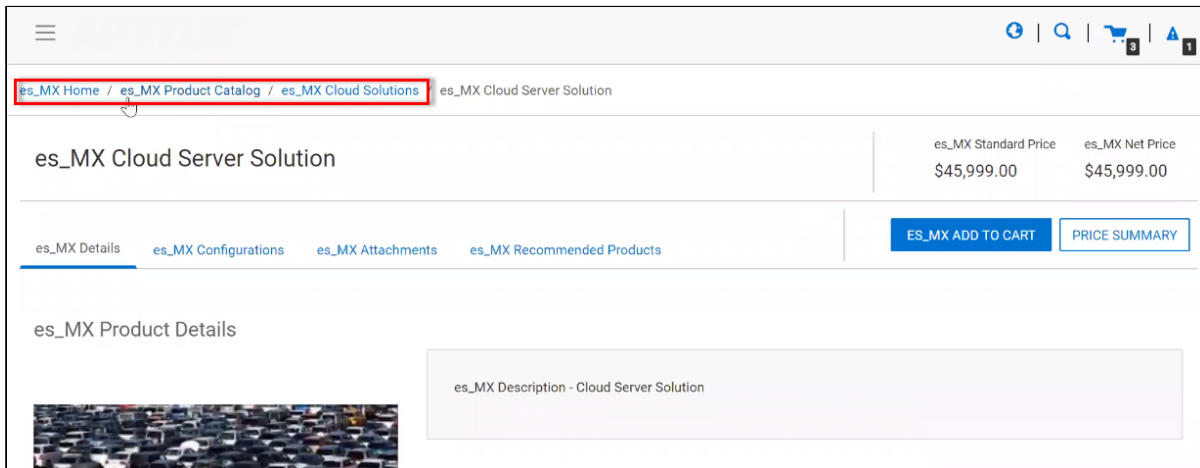 3
1
es_MX Home / es_MX Product Catalog / es_MX Cloud Solutions / es_MX Cloud Server Solution
es_MX Cloud Server Solution
es_MX Standard Price
es_MX Net Price
$45,999.00
$45,999.00
es_MX Details
es_MX Configurations
es_MX Attachments
es_MX Recommended Products
ES_MX ADD TO CART
PRICE SUMMARY
es_MX Product Details
es_MX Description - Cloud Server Solution